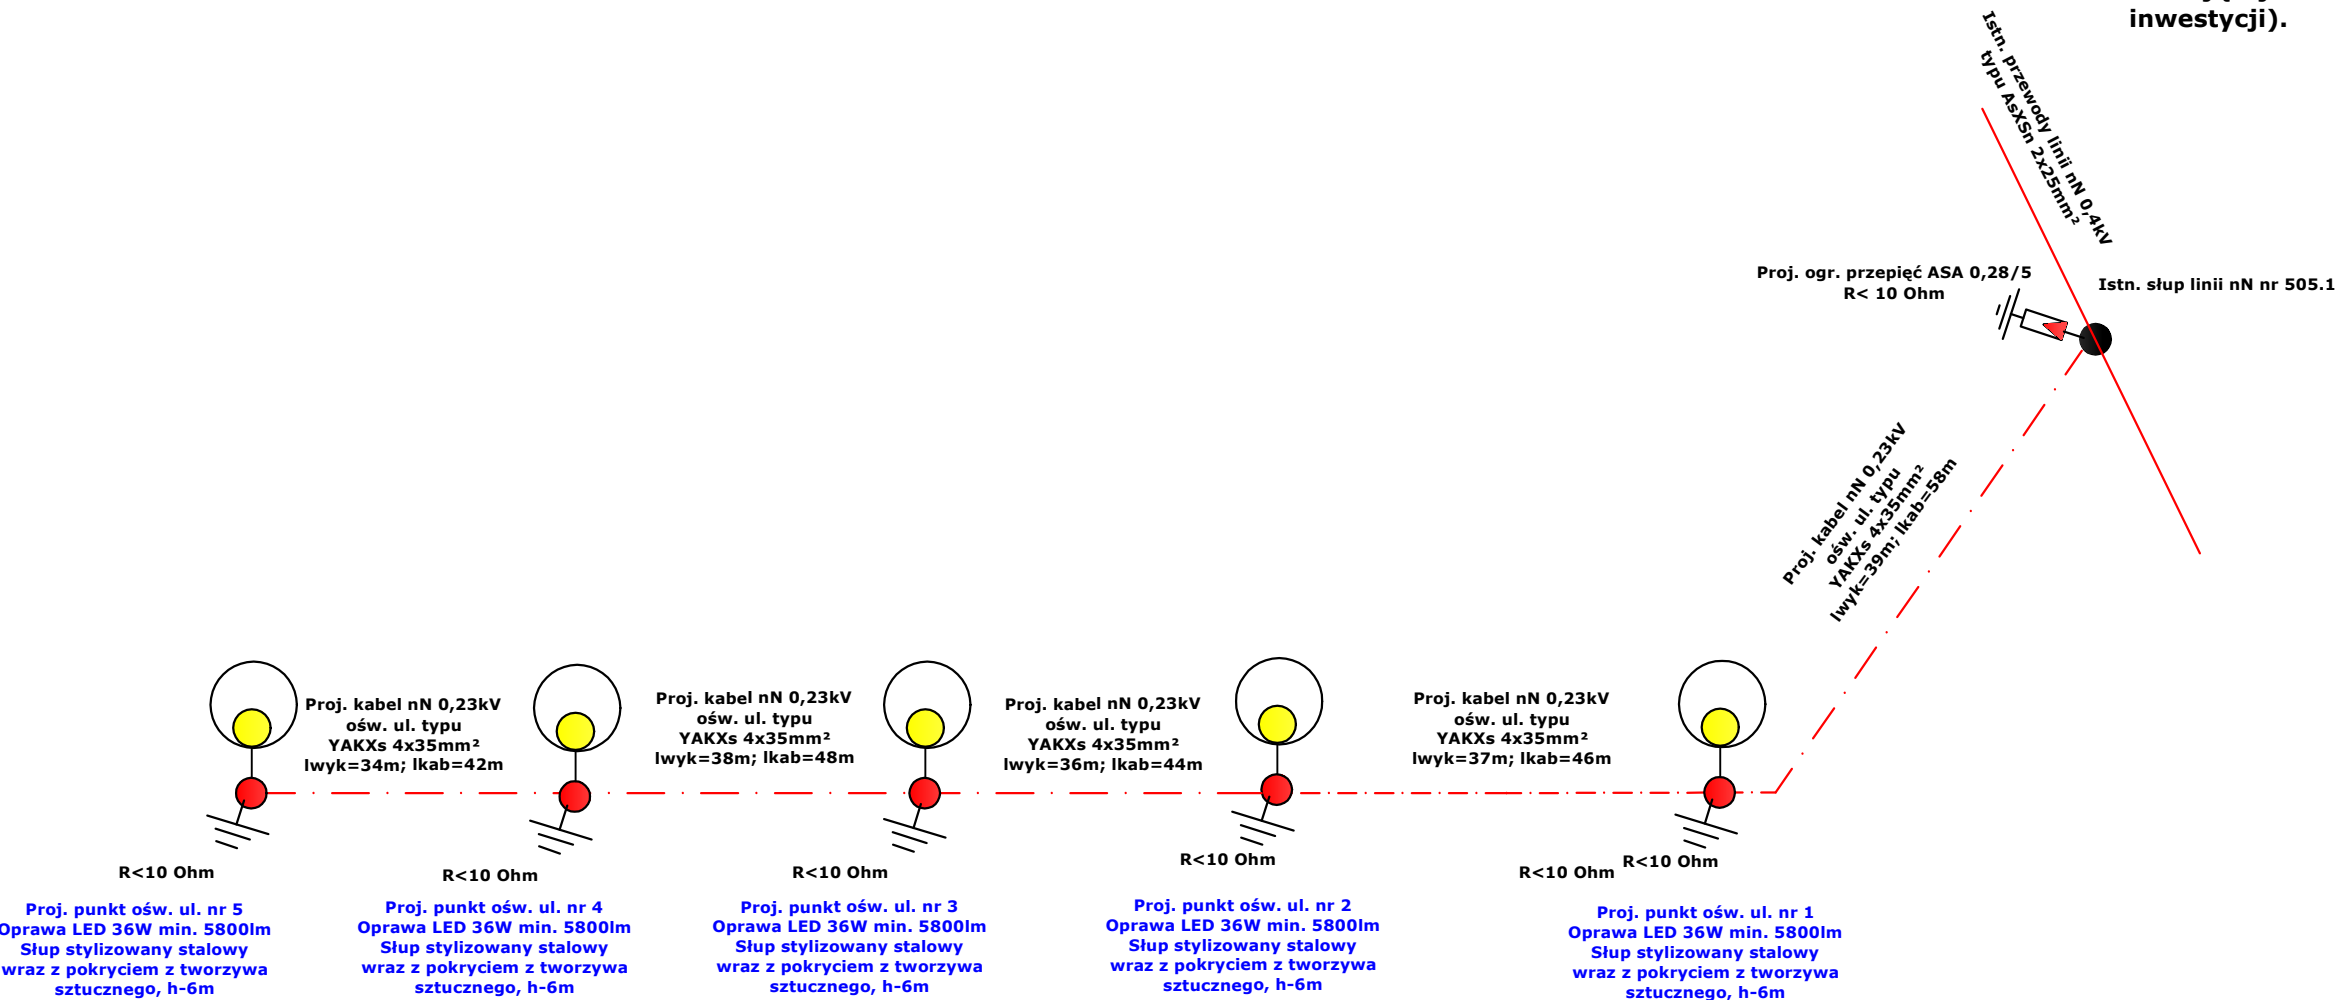 inwestycji).
Istn. przewody linii nN 0,4kV
typu AsXSn 2x25mm²
Proj. ogr. przepięć ASA 0,28/5
R< 10 Ohm
Istn. słup linii nN nr 505.1
Proj. kabel nN 0,23kV
ośw. ul. typu
YAKXs 4x35mm²
lwyk=39m; lkab=58m
Proj. kabel nN 0,23kV
ośw. ul. typu
YAKXs 4x35mm²
lwyk=34m; lkab=42m
Proj. kabel nN 0,23kV
ośw. ul. typu
YAKXs 4x35mm²
lwyk=38m; lkab=48m
Proj. kabel nN 0,23kV
ośw. ul. typu
YAKXs 4x35mm²
lwyk=36m; lkab=44m
Proj. kabel nN 0,23kV
ośw. ul. typu
YAKXs 4x35mm²
lwyk=37m; lkab=46m
R<10 Ohm
R<10 Ohm
R<10 Ohm
R<10 Ohm
R<10 Ohm
R<10 Ohm
Proj. punkt ośw. ul. nr 5
Oprawa LED 36W min. 5800lm
Słup stylizowany stalowy
wraz z pokryciem z tworzywa
sztucznego, h-6m
Proj. punkt ośw. ul. nr 4
Oprawa LED 36W min. 5800lm
Słup stylizowany stalowy
wraz z pokryciem z tworzywa
sztucznego, h-6m
Proj. punkt ośw. ul. nr 3
Oprawa LED 36W min. 5800lm
Słup stylizowany stalowy
wraz z pokryciem z tworzywa
sztucznego, h-6m
Proj. punkt ośw. ul. nr 2
Oprawa LED 36W min. 5800lm
Słup stylizowany stalowy
wraz z pokryciem z tworzywa
sztucznego, h-6m
Proj. punkt ośw. ul. nr 1
Oprawa LED 36W min. 5800lm
Słup stylizowany stalowy
wraz z pokryciem z tworzywa
sztucznego, h-6m